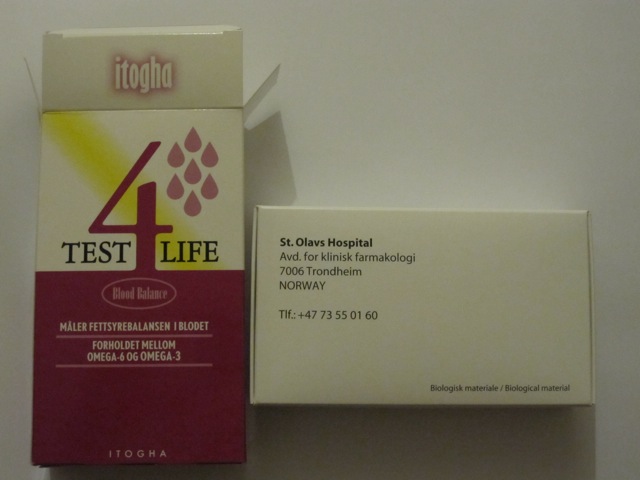 itogha
4
TEST LIFE
Blood Balance
MÅLER FETTSYREBALANSEN I BLODET
FORHOLDET MELLOM
OMEGA-6 OG OMEGA-3
ITOGHA
St. Olavs Hospital
Avd. for klinisk farmakologi
7006 Trondheim
NORWAY
Tlf.: +47 73 55 01 60
Biologisk materiale / Biological material